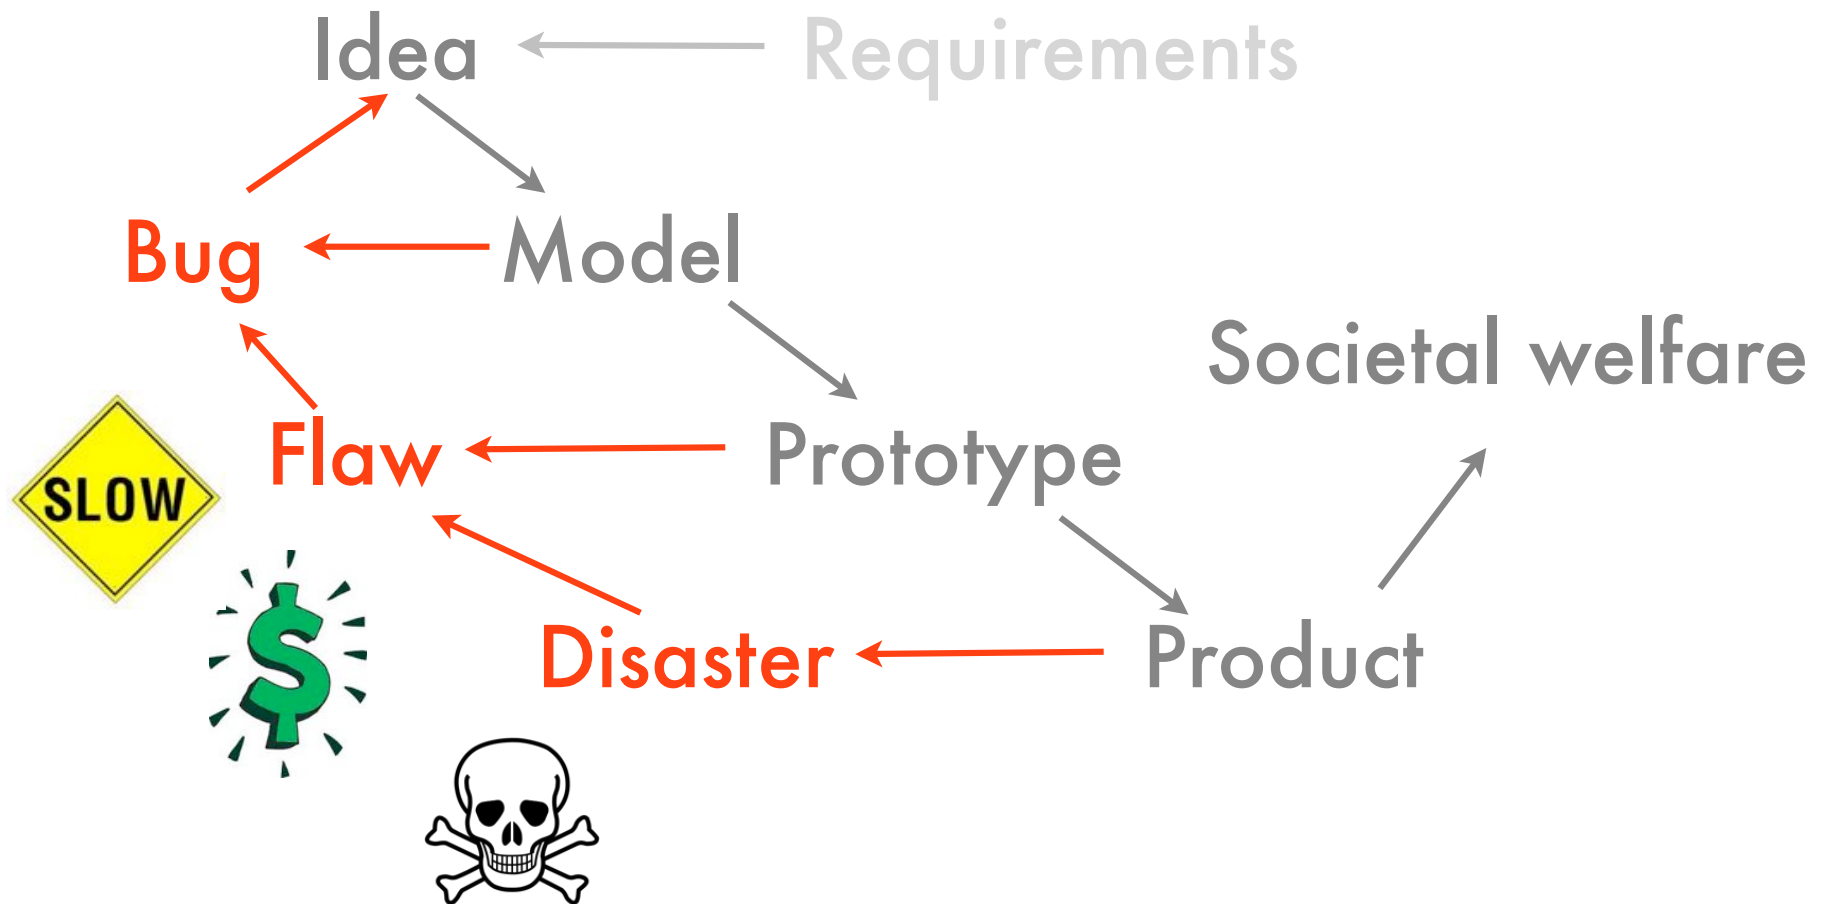 Idea
Requirements
Bug
Model
Societal welfare
Flaw
Prototype
SLOW
$
Disaster
Product